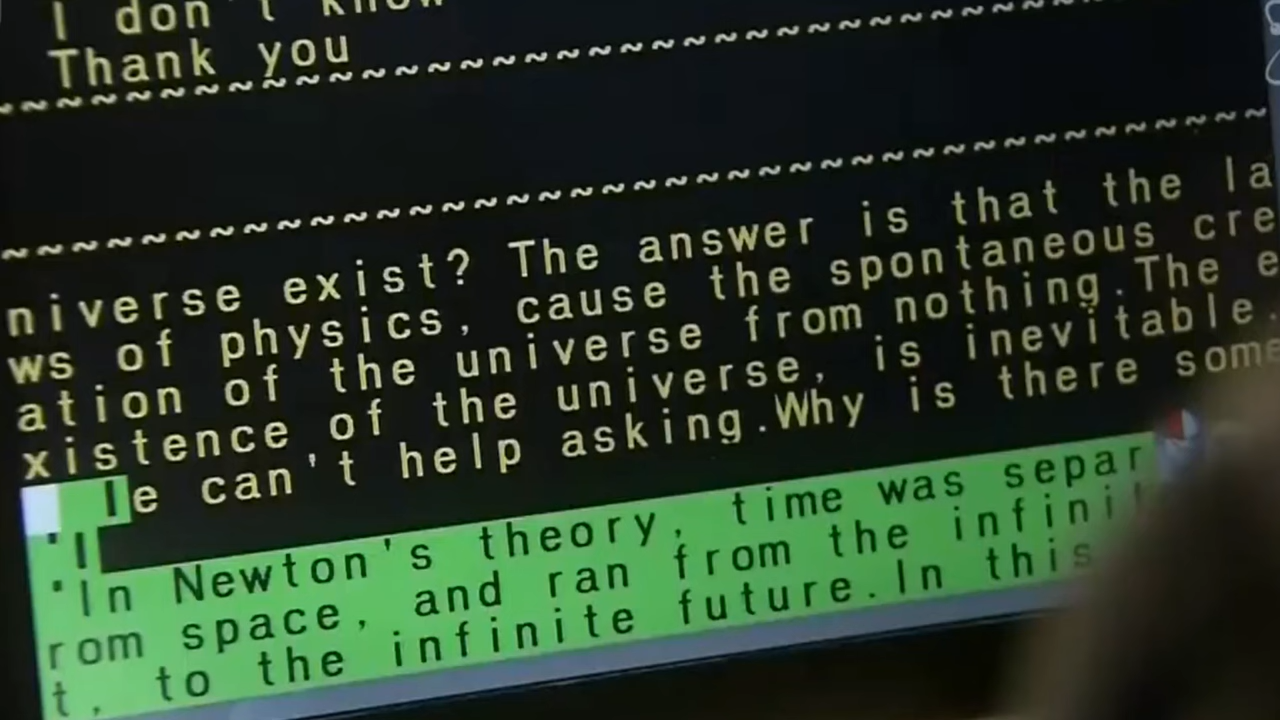 I don't know
Thank you
~~~~~~~~~~~~~~~~~~~~~~~~~~~~~~~~~~~~~
~~~~~~~~~~~~~~~~~~~~~~~~~~~~~~~~~~~~~~~~~
niverse exist? The answer is that the la
ws of physics, cause the spontaneous cre
ation of the universe from nothing.The e
xistence of the universe, is inevitable.
e can't help asking.Why is there some
'I
'In Newton's theory, time was separ
rom space, and ran from the infini
t, to the infinite future.In this